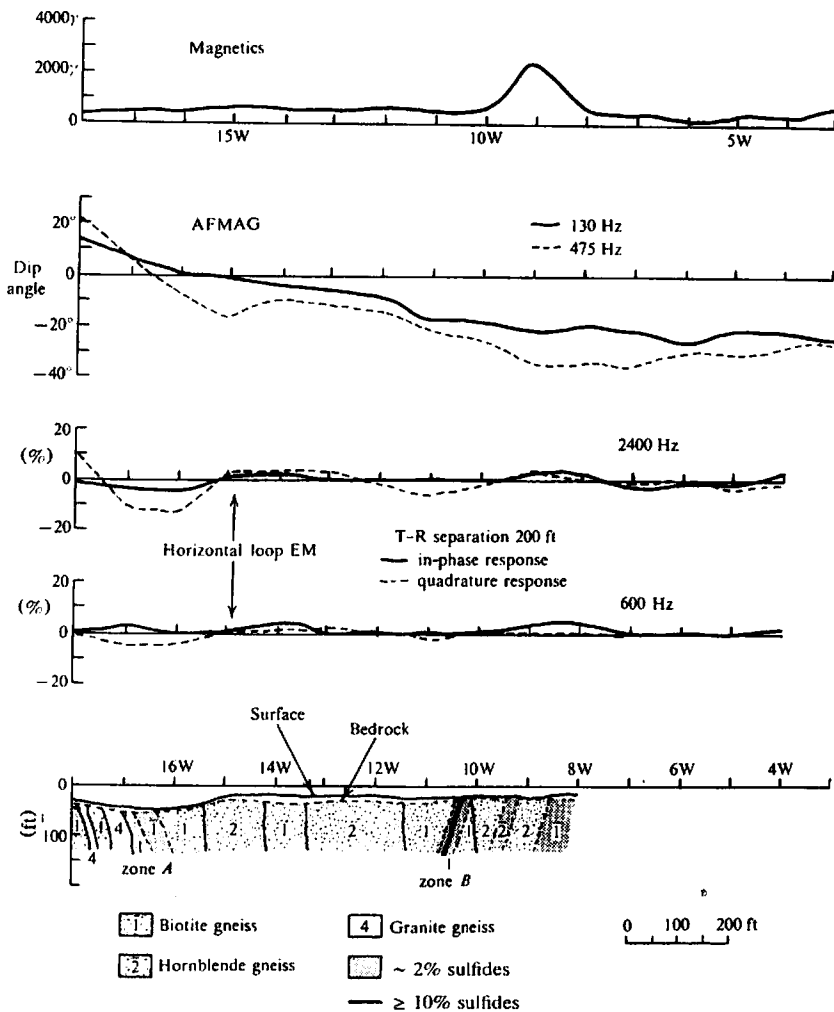 4000γ
Magnetics
2000γ
0
15W 10W 5W
20°
AFMAG
130 Hz
475 Hz
Dip
angle
0
−20°
−40°
20
(%)
2400 Hz
0
−20
T–R separation 200 ft
Horizontal loop EM
in-phase response
quadrature response
20
(%)
600 Hz
0
−20
Surface
Bedrock
16W 14W 12W 10W 8W 6W 4W
0
(ft)
100
1 4 4 1 1 2 1 2 1 1 2 2 2 1
4
zone A
zone B
1 Biotite gneiss
4 Granite gneiss
0 100 200 ft
2 Hornblende gneiss
~ 2% sulfides
≥ 10% sulfides